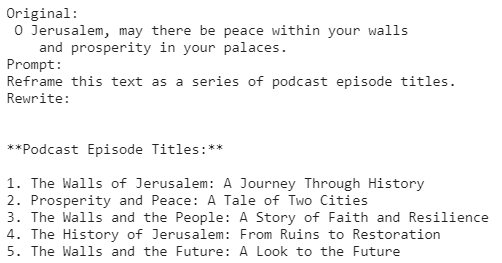 Original:
 O Jerusalem, may there be peace within your walls
    and prosperity in your palaces.
Prompt:
Reframe this text as a series of podcast episode titles.
Rewrite:


**Podcast Episode Titles:**

1. The Walls of Jerusalem: A Journey Through History
2. Prosperity and Peace: A Tale of Two Cities
3. The Walls and the People: A Story of Faith and Resilience
4. The History of Jerusalem: From Ruins to Restoration
5. The Walls and the Future: A Look to the Future